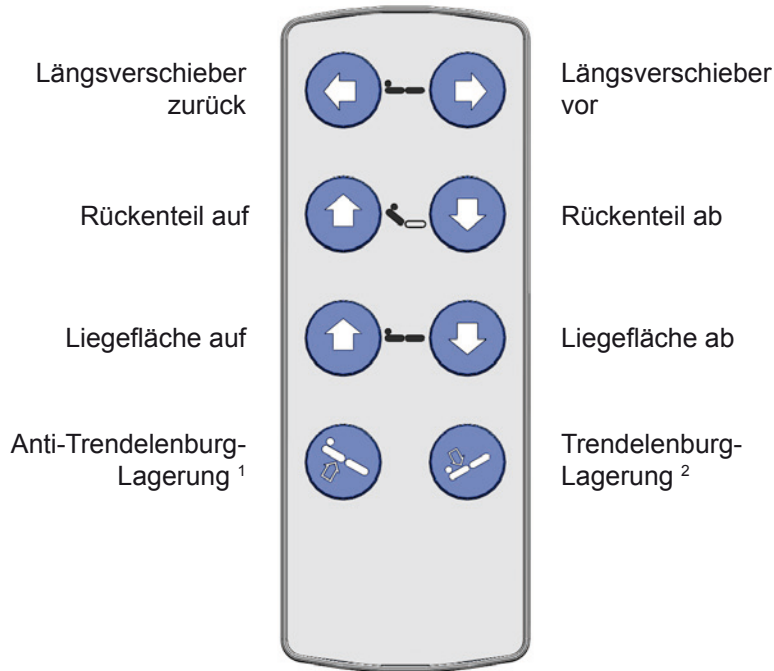 Längsverschieber
zurück
Längsverschieber
vor
Rückenteil auf
Rückenteil ab
Liegefläche auf
Liegefläche ab
Anti-Trendelenburg-
Lagerung ¹
Trendelenburg-
Lagerung ²